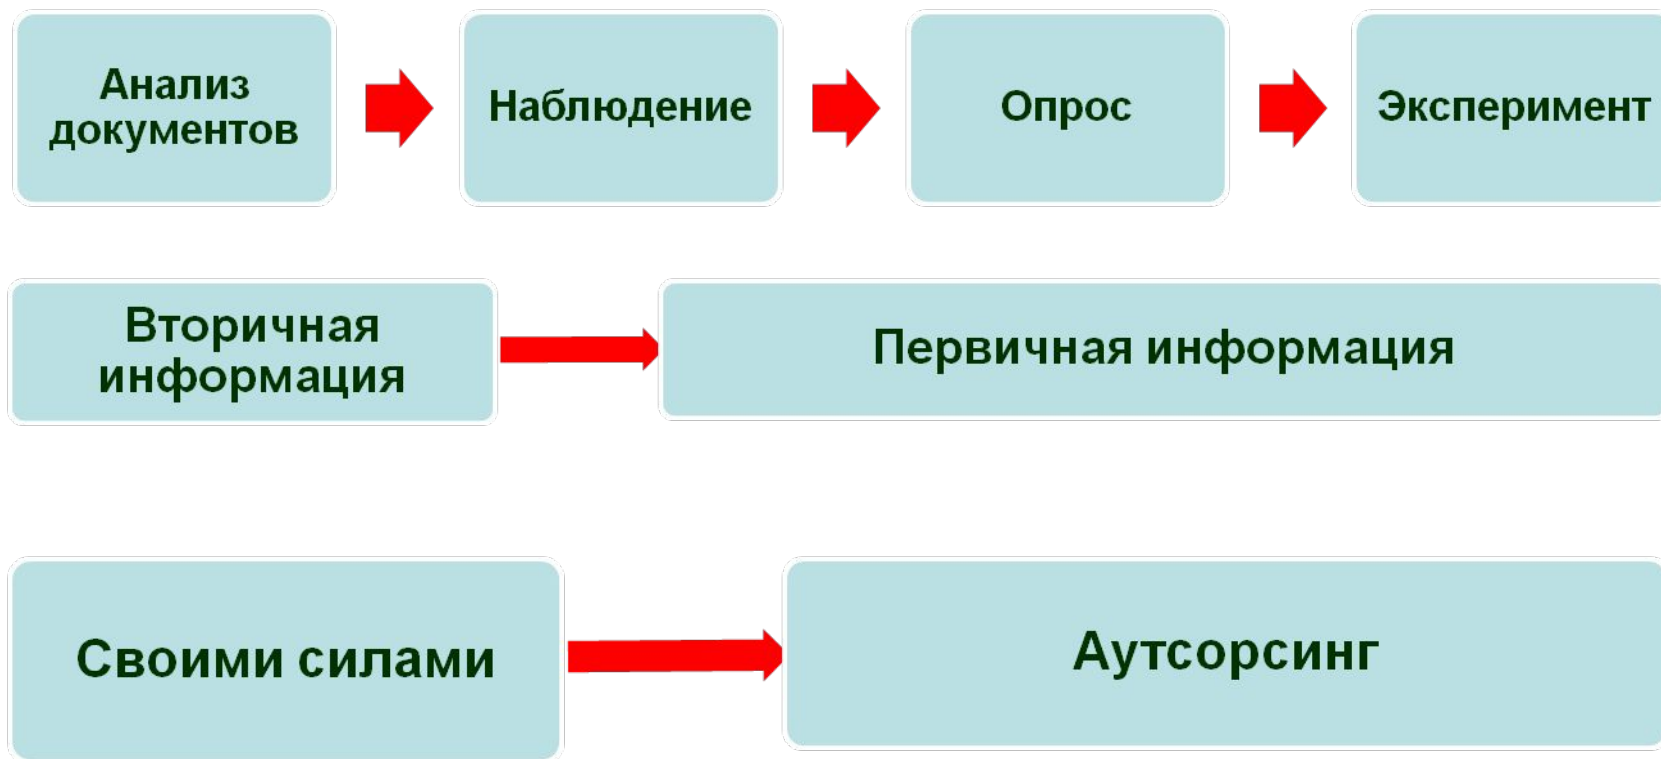 Анализ
документов
Наблюдение
Опрос
Эксперимент
Вторичная
информация
Первичная информация
Своими силами
Аутсорсинг